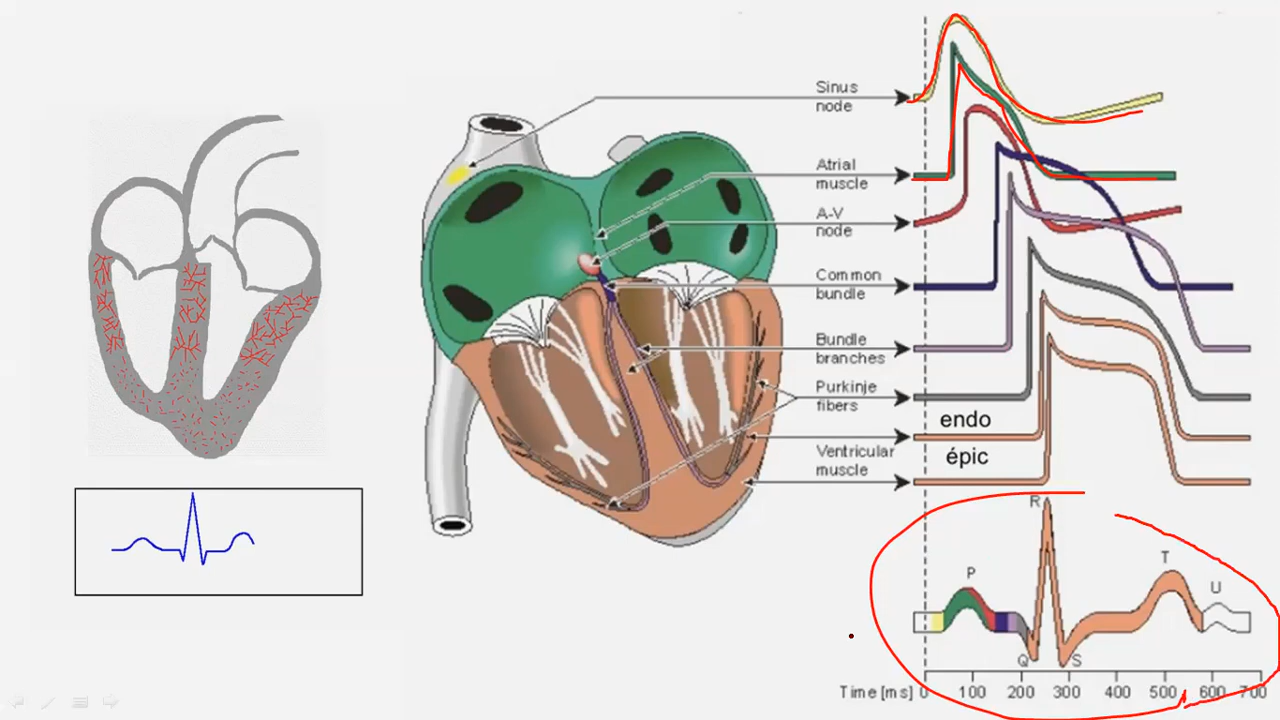 Sinus
node
Atrial
muscle
A-V
node
Common
bundle
Bundle
branches
Purkinje
fibers
endo
Ventricular
muscle
épic
R
P
T
U
Q
S
Time [ms] 0 100 200 300 400 500 600 700